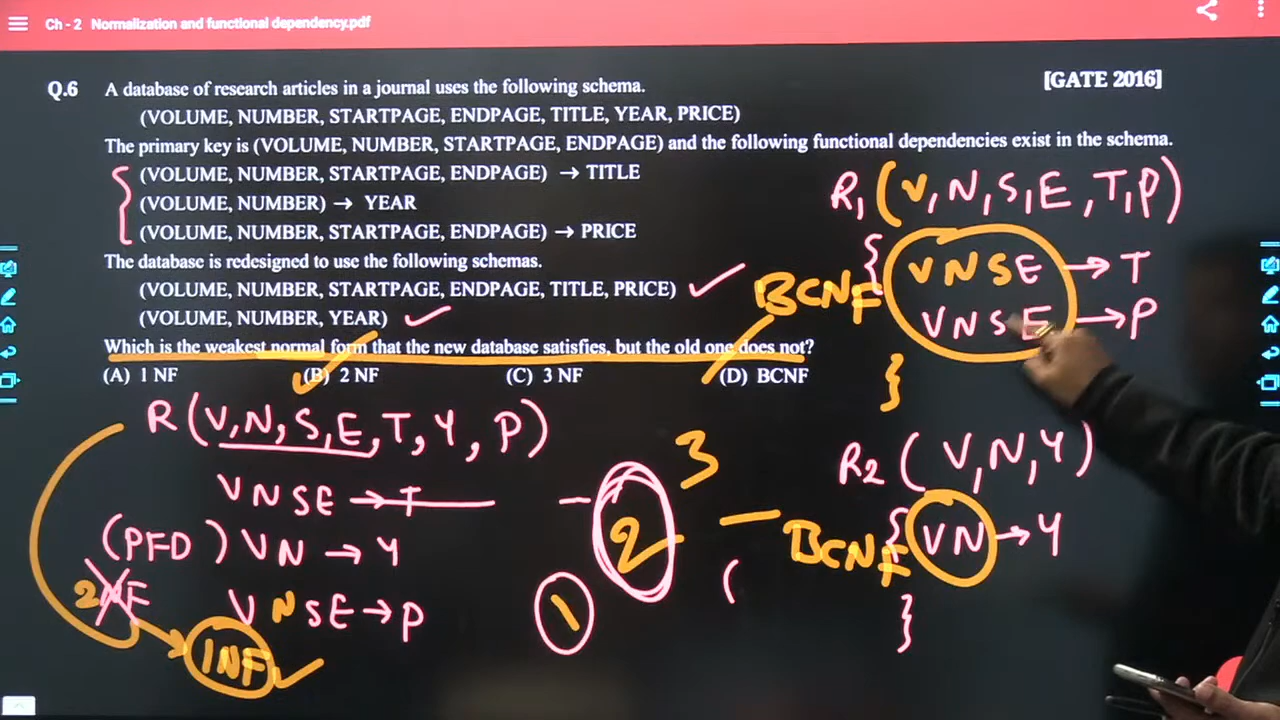 Ch - 2 Normalization and functional dependency.pdf
Q.6 A database of research articles in a journal uses the following schema. [GATE 2016]
(VOLUME, NUMBER, STARTPAGE, ENDPAGE, TITLE, YEAR, PRICE)
The primary key is (VOLUME, NUMBER, STARTPAGE, ENDPAGE) and the following functional dependencies exist in the schema.
(VOLUME, NUMBER, STARTPAGE, ENDPAGE) → TITLE
(VOLUME, NUMBER) → YEAR
(VOLUME, NUMBER, STARTPAGE, ENDPAGE) → PRICE
The database is redesigned to use the following schemas.
(VOLUME, NUMBER, STARTPAGE, ENDPAGE, TITLE, PRICE)
(VOLUME, NUMBER, YEAR)
Which is the weakest normal form that the new database satisfies, but the old one does not?
(A) 1 NF (B) 2 NF (C) 3 NF (D) BCNF
R1 (V, N, S, E, T, P)
BCNF { VNSE → T
VNSE → P
}
R (V, N, S, E, T, Y, P)
VNSE → T
(PFD) VN → Y
2NF VNSE → P
1NF
3
2
1
(
R2 (V, N, Y)
BCNF { VN → Y
}